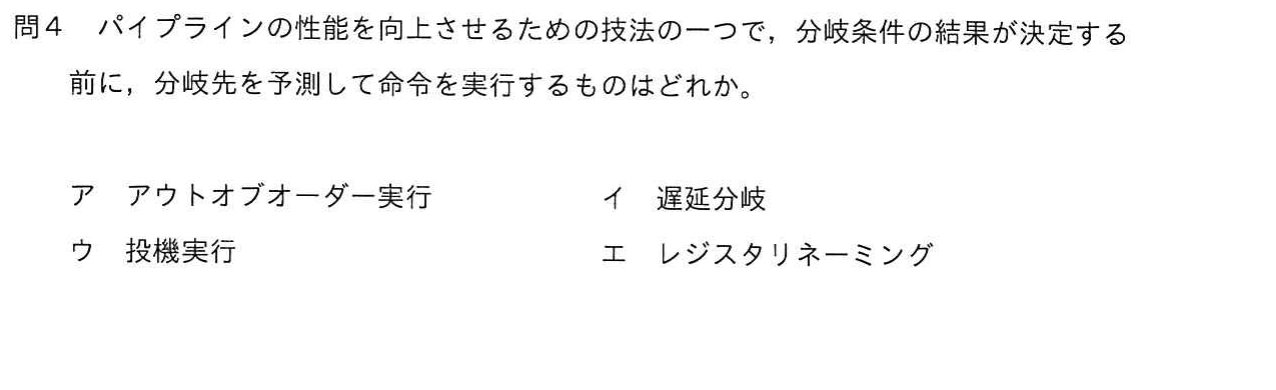 問4 パイプラインの性能を向上させるための技法の一つで，分岐条件の結果が決定する
前に，分岐先を予測して命令を実行するものはどれか。
ア アウトオブオーダー実行 イ 遅延分岐
ウ 投機実行 エ レジスタリネーミング